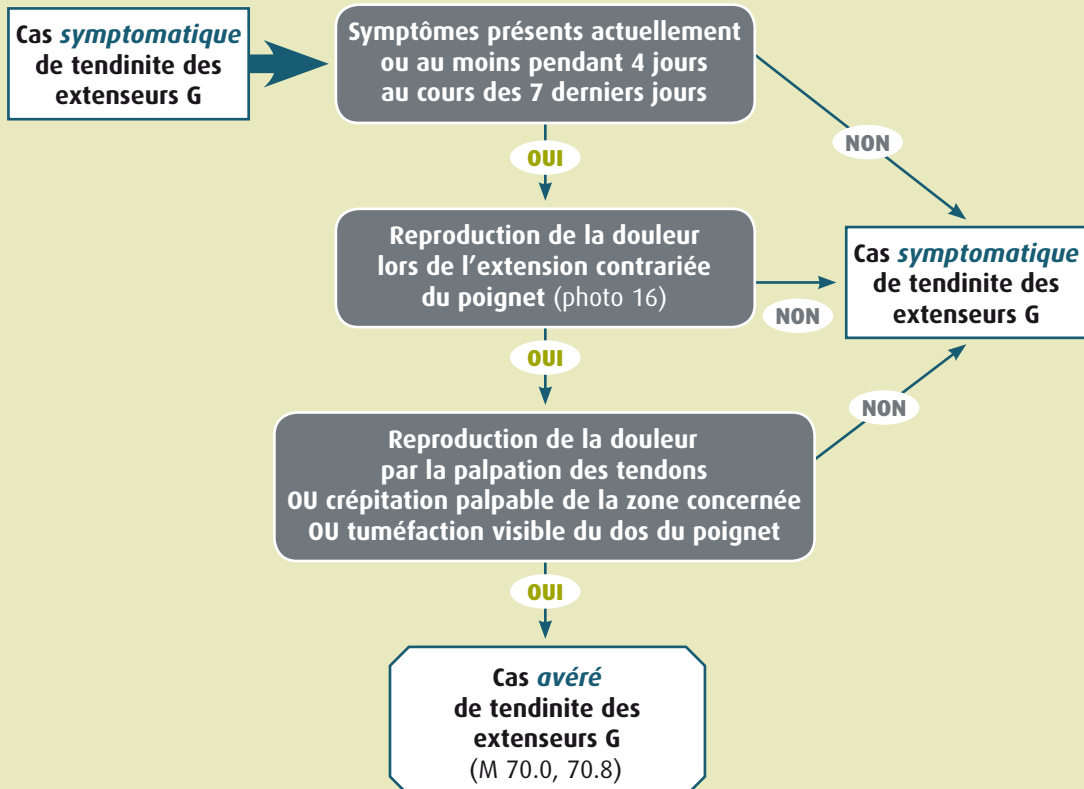 Cas symptomatique
de tendinite des
extenseurs G
Symptômes présents actuellement
ou au moins pendant 4 jours
au cours des 7 derniers jours
NON
OUI
Reproduction de la douleur
lors de l'extension contrariée
du poignet (photo 16)
NON
Cas symptomatique
de tendinite des
extenseurs G
OUI
NON
Reproduction de la douleur
par la palpation des tendons
OU crépitation palpable de la zone concernée
OU tuméfaction visible du dos du poignet
OUI
Cas avéré
de tendinite des
extenseurs G
(M 70.0, 70.8)